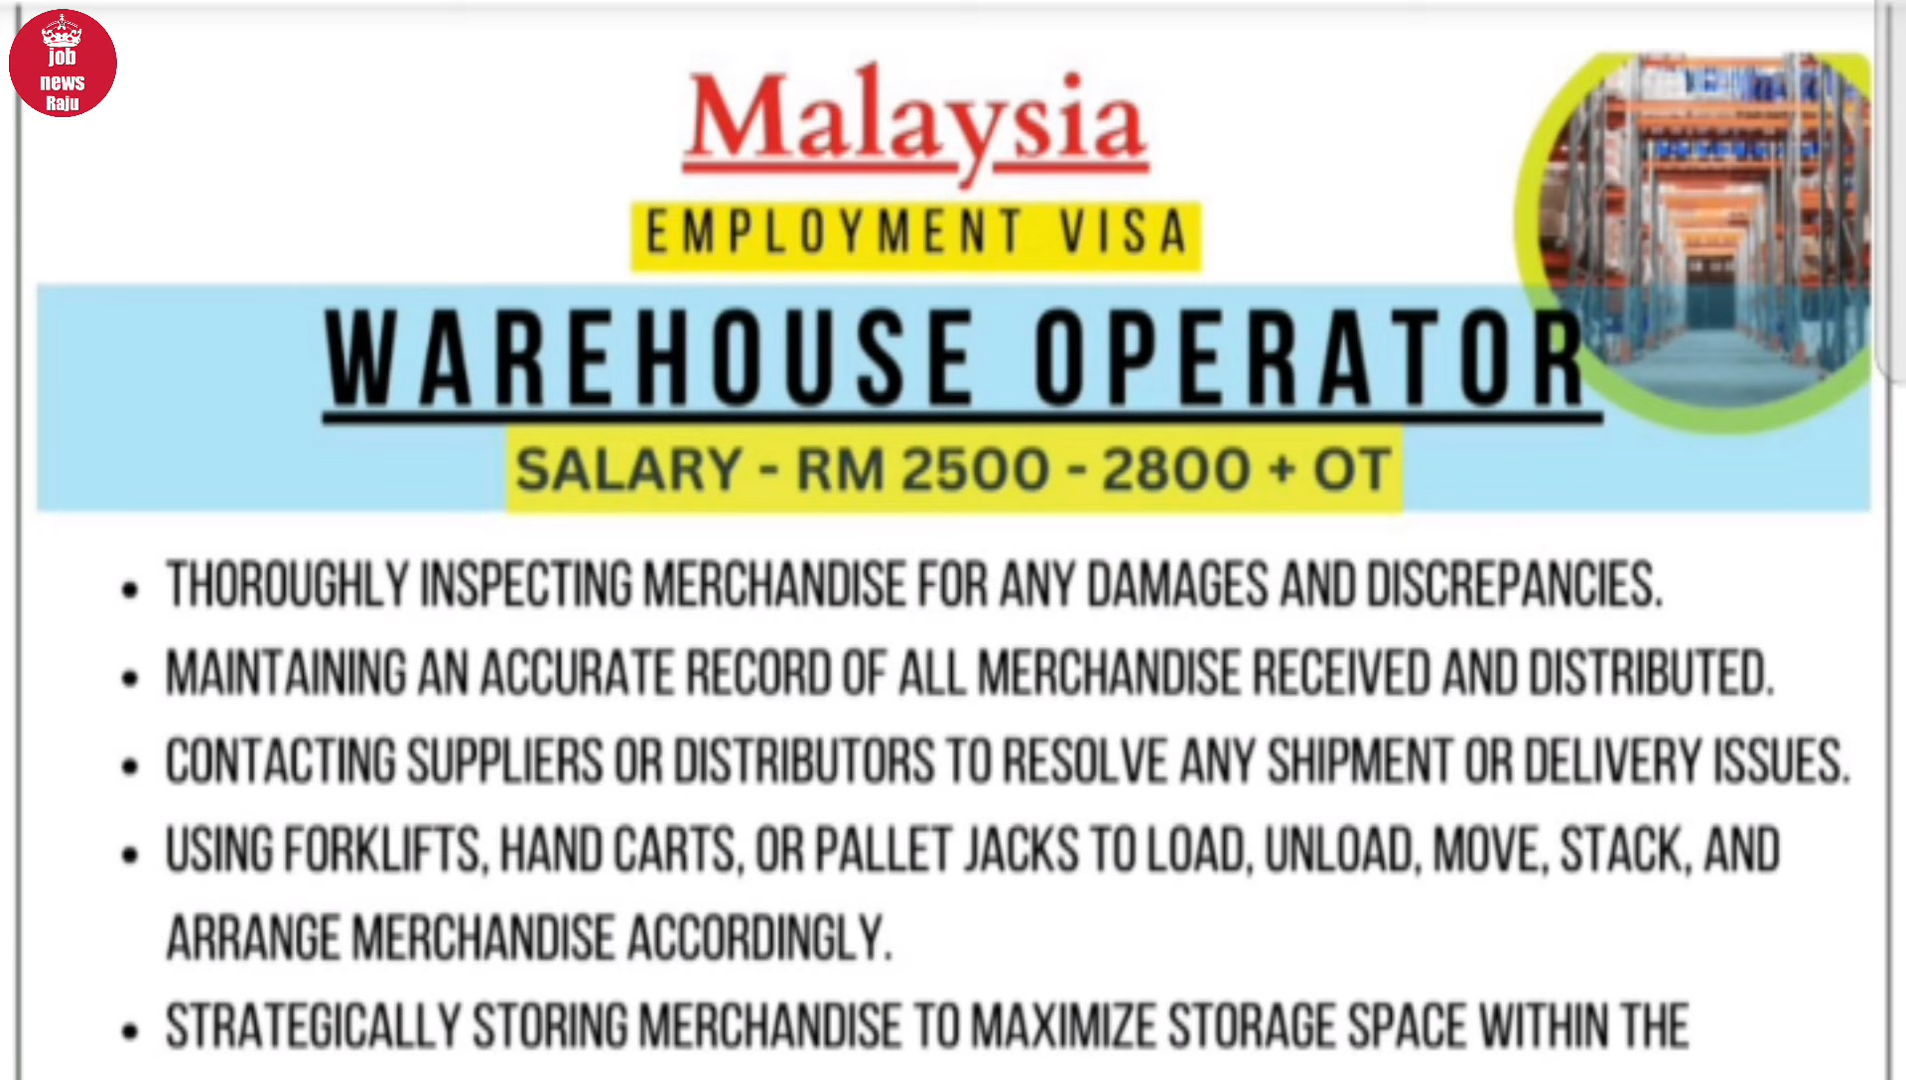 job
news
Raju
Malaysia
EMPLOYMENT VISA
WAREHOUSE OPERATOR
SALARY - RM 2500 - 2800 + OT
• THOROUGHLY INSPECTING MERCHANDISE FOR ANY DAMAGES AND DISCREPANCIES.
• MAINTAINING AN ACCURATE RECORD OF ALL MERCHANDISE RECEIVED AND DISTRIBUTED.
• CONTACTING SUPPLIERS OR DISTRIBUTORS TO RESOLVE ANY SHIPMENT OR DELIVERY ISSUES.
• USING FORKLIFTS, HAND CARTS, OR PALLET JACKS TO LOAD, UNLOAD, MOVE, STACK, AND
ARRANGE MERCHANDISE ACCORDINGLY.
• STRATEGICALLY STORING MERCHANDISE TO MAXIMIZE STORAGE SPACE WITHIN THE